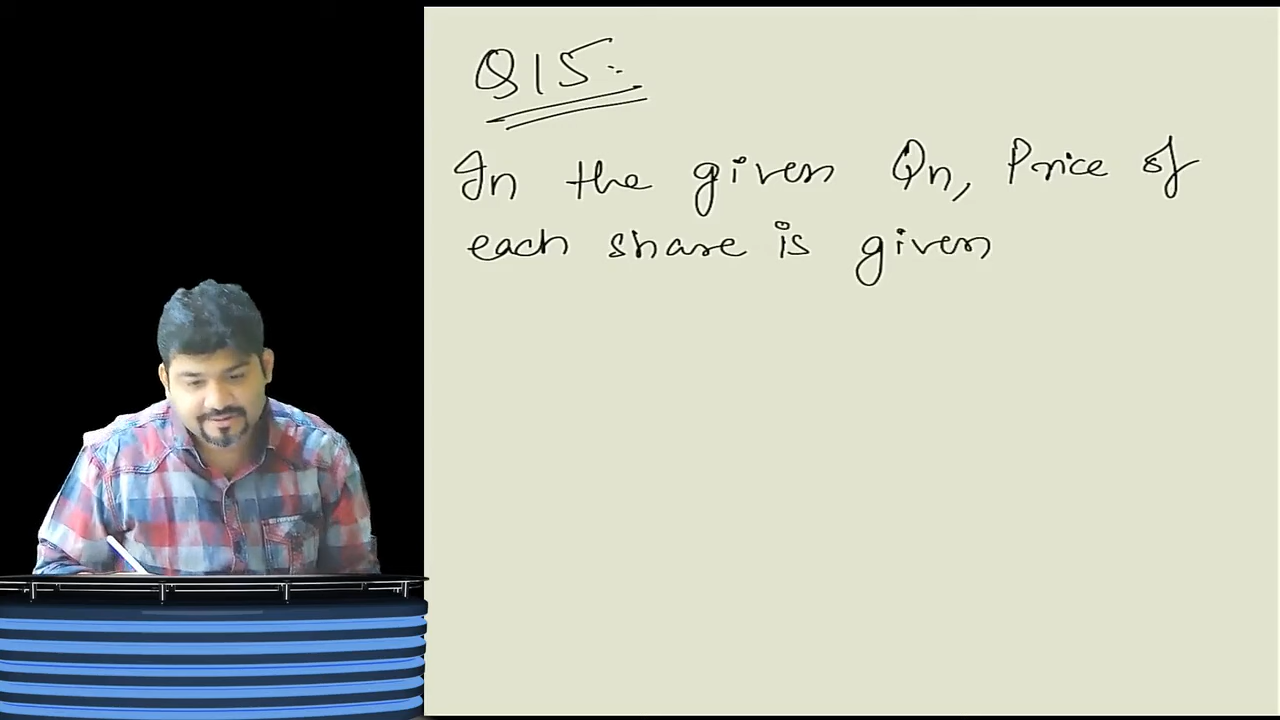 Q15:
In the given Qn, Price of
each share is given